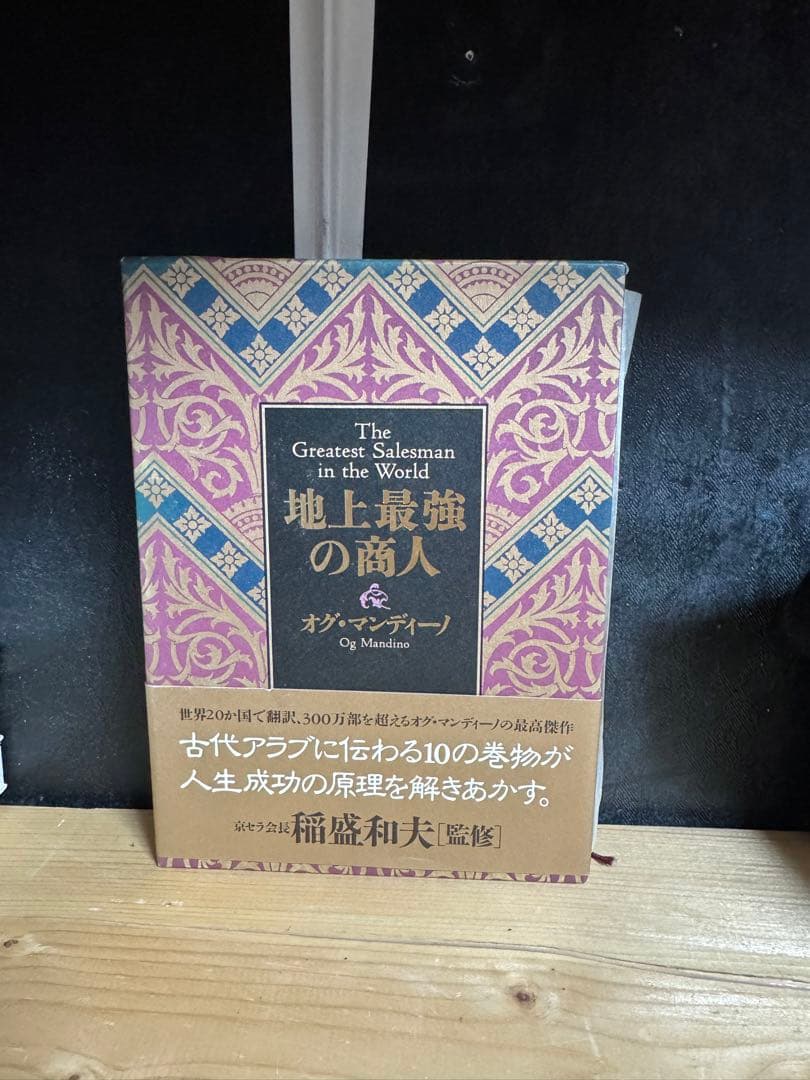 The
Greatest Salesman
in the World
地上最強
の商人
オグ・マンディーノ
Og Mandino
世界20か国で翻訳、300万部を超えるオグ・マンディーノの最高傑作
古代アラブに伝わる10の巻物が
人生成功の原理を解きあかす。
京セラ会長 稲盛和夫[監修]